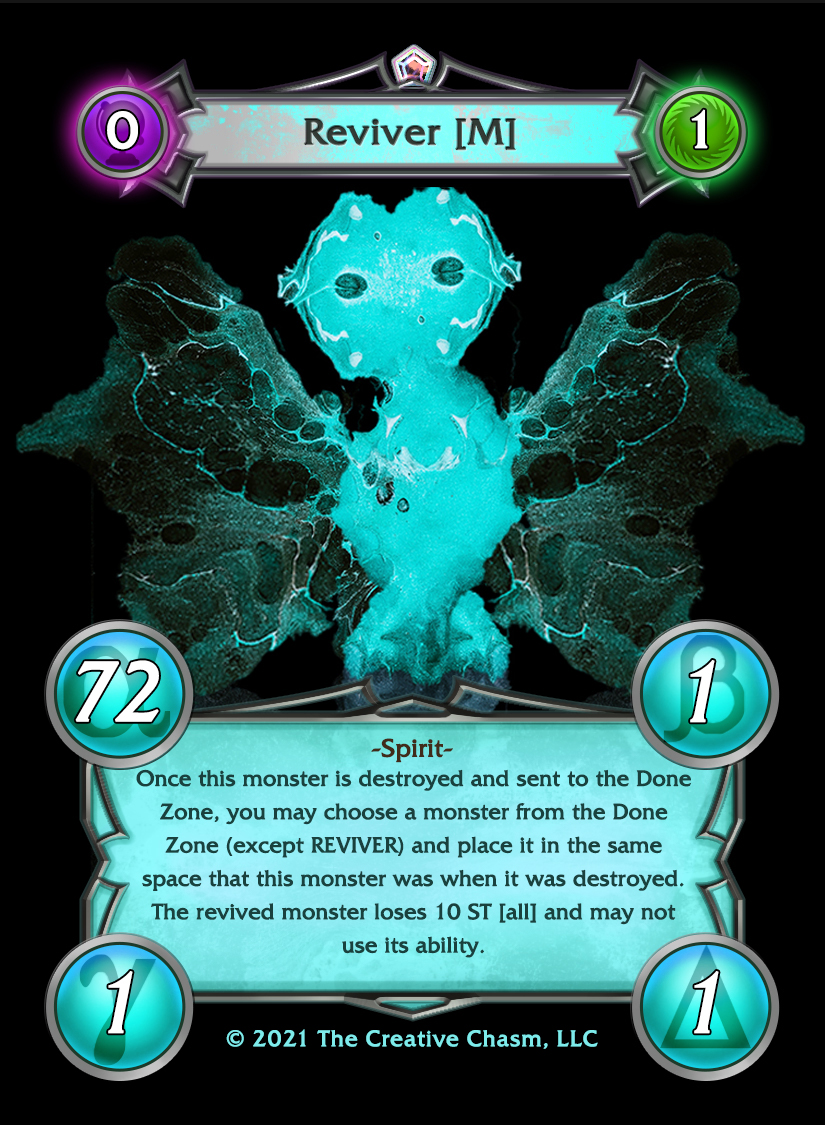 0
Reviver [M]
1
α 72
β 1
-Spirit-
Once this monster is destroyed and sent to the Done
Zone, you may choose a monster from the Done
Zone (except REVIVER) and place it in the same
space that this monster was when it was destroyed.
The revived monster loses 10 ST [all] and may not
use its ability.
γ 1
Δ 1
© 2021 The Creative Chasm, LLC